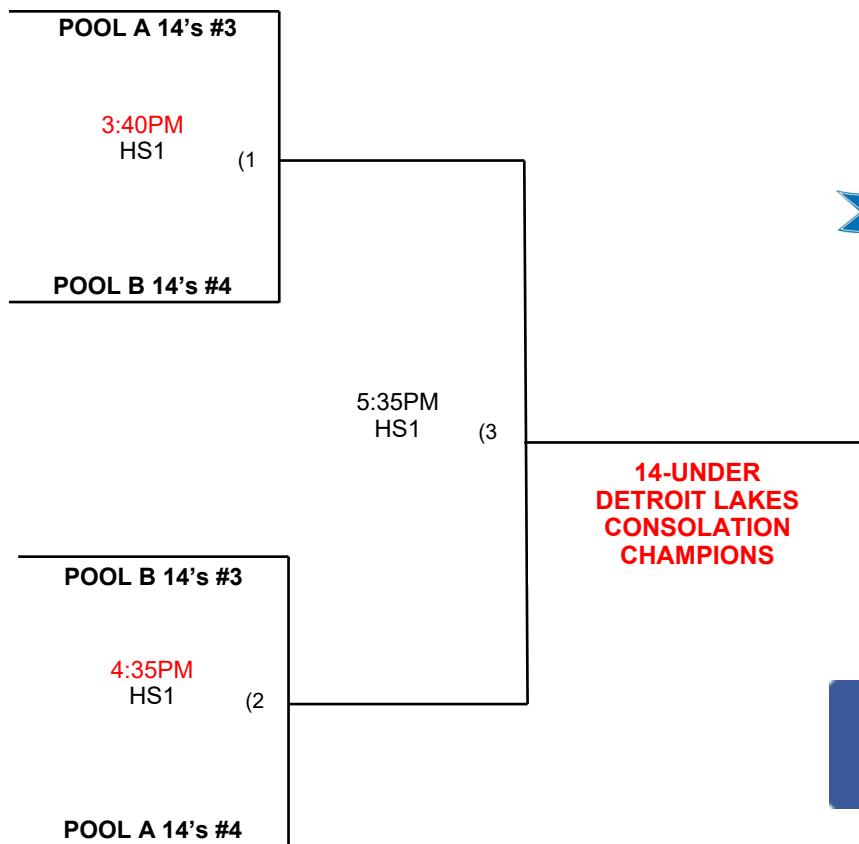 POOL A 14’s #3
3:40PM
HS1
(1
POOL B 14’s #4
5:35PM
HS1
(3
14-UNDER
DETROIT LAKES
CONSOLATION
CHAMPIONS
POOL B 14’s #3
4:35PM
HS1
(2
POOL A 14’s #4